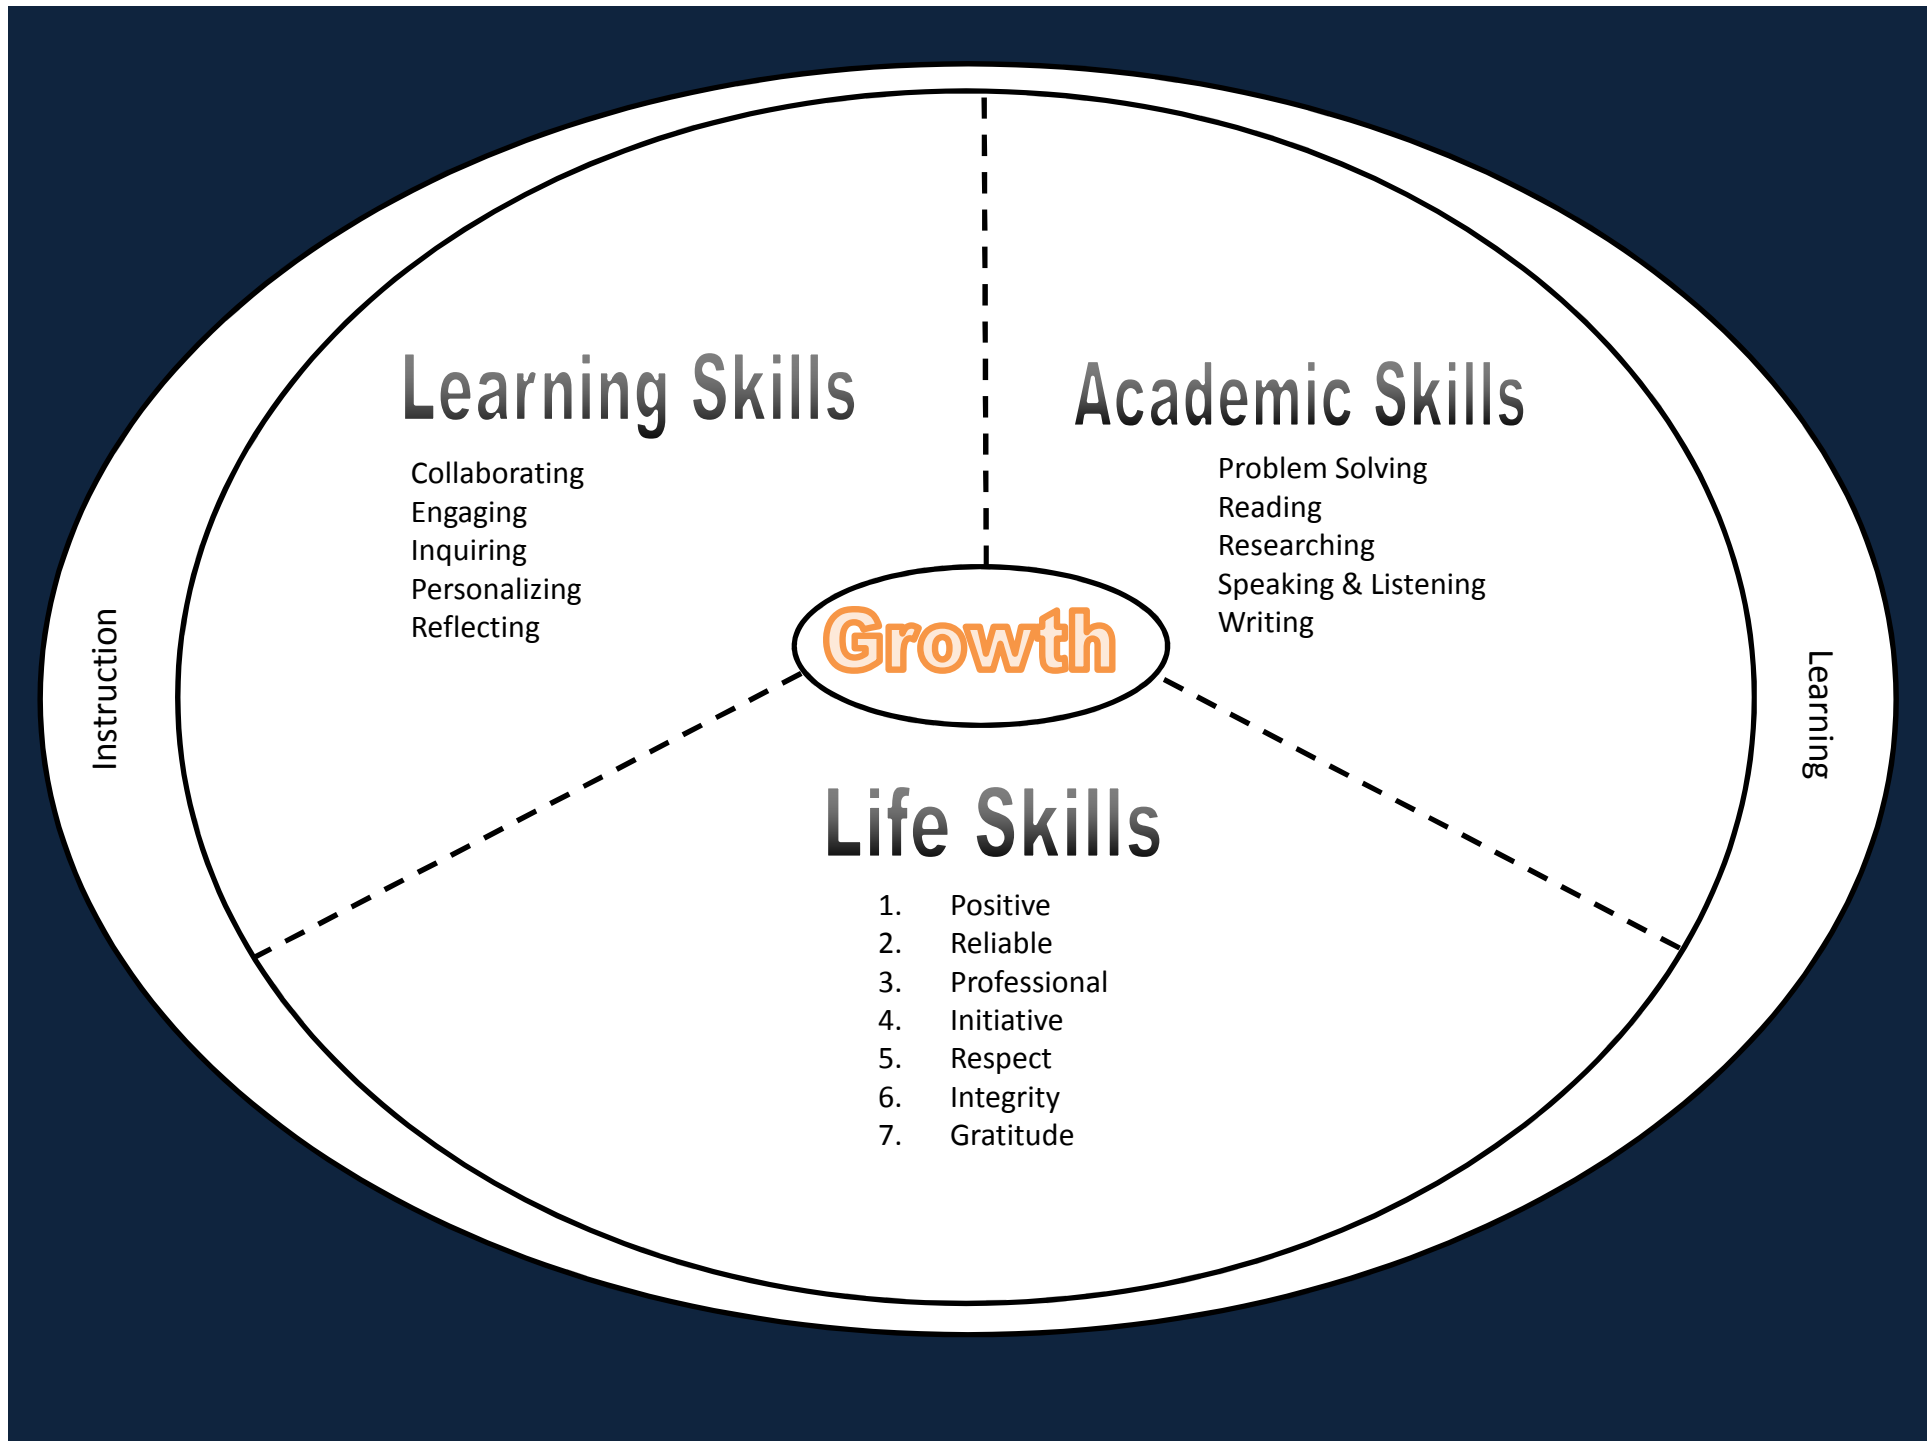 Learning Skills
Collaborating
Engaging
Inquiring
Personalizing
Reflecting
Academic Skills
Problem Solving
Reading
Researching
Speaking & Listening
Writing
Instruction
Growth
Learning
Life Skills
1. Positive
2. Reliable
3. Professional
4. Initiative
5. Respect
6. Integrity
7. Gratitude